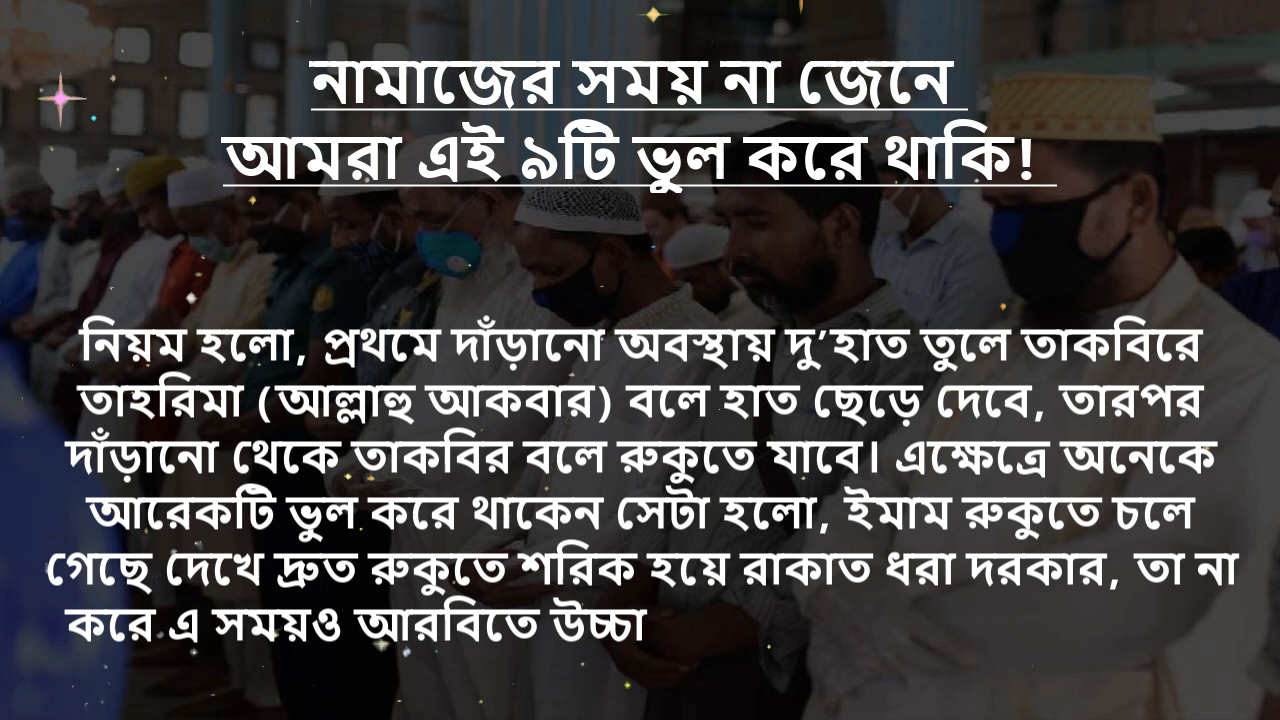 নামাজের সময় না জেনে
আমরা এই ৯টি ভুল করে থাকি!
নিয়ম হলো, প্রথমে দাঁড়ানো অবস্থায় দু’হাত তুলে তাকবিরে
তাহরিমা (আল্লাহু আকবার) বলে হাত ছেড়ে দেবে, তারপর
দাঁড়ানো থেকে তাকবির বলে রুকুতে যাবে। এক্ষেত্রে অনেকে
আরেকটি ভুল করে থাকেন সেটা হলো, ইমাম রুকুতে চলে
গেছে দেখে দ্রুত রুকুতে শরিক হয়ে রাকাত ধরা দরকার, তা না
করে এ সময়ও আরবিতে উচ্চা